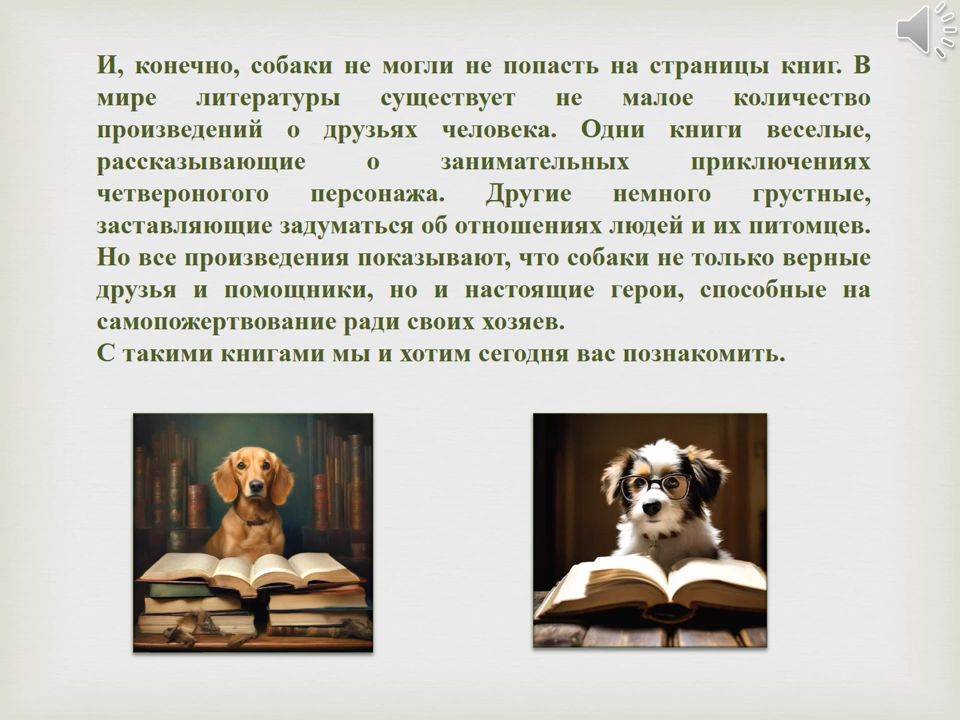 И, конечно, собаки не могли не попасть на страницы книг. В
мире литературы существует не малое количество
произведений о друзьях человека. Одни книги веселые,
рассказывающие о занимательных приключениях
четвероногого персонажа. Другие немного грустные,
заставляющие задуматься об отношениях людей и их питомцев.
Но все произведения показывают, что собаки не только верные
друзья и помощники, но и настоящие герои, способные на
самопожертвование ради своих хозяев.
С такими книгами мы и хотим сегодня вас познакомить.